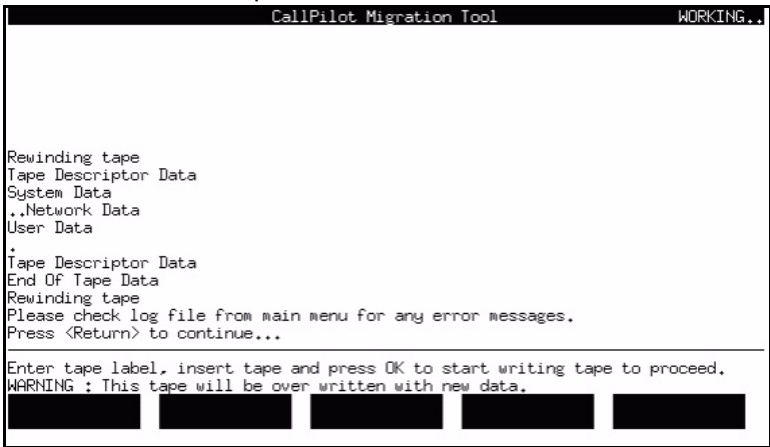 CallPilot Migration Tool WORKING..
Rewinding tape
Tape Descriptor Data
System Data
..Network Data
User Data
.
Tape Descriptor Data
End Of Tape Data
Rewinding tape
Please check log file from main menu for any error messages.
Press <Return> to continue...
Enter tape label, insert tape and press OK to start writing tape to proceed.
WARNING : This tape will be over written with new data.